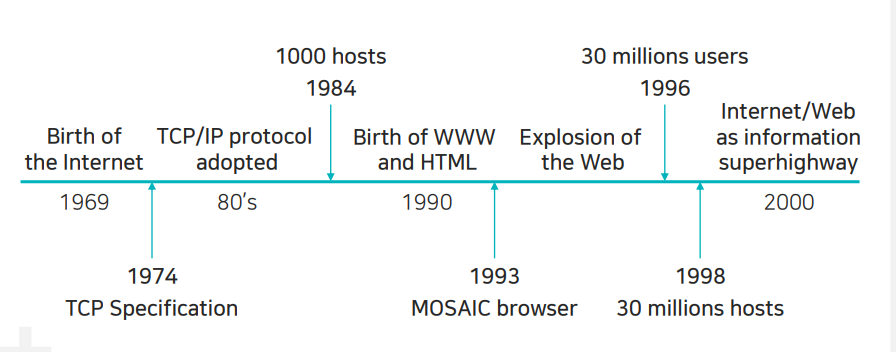 1000 hosts
1984
30 millions users
1996
Birth of
the Internet
TCP/IP protocol
adopted
Birth of WWW
and HTML
Explosion of
the Web
Internet/Web
as information
superhighway
1969
80's
1990
2000
1974
TCP Specification
1993
MOSAIC browser
1998
30 millions hosts